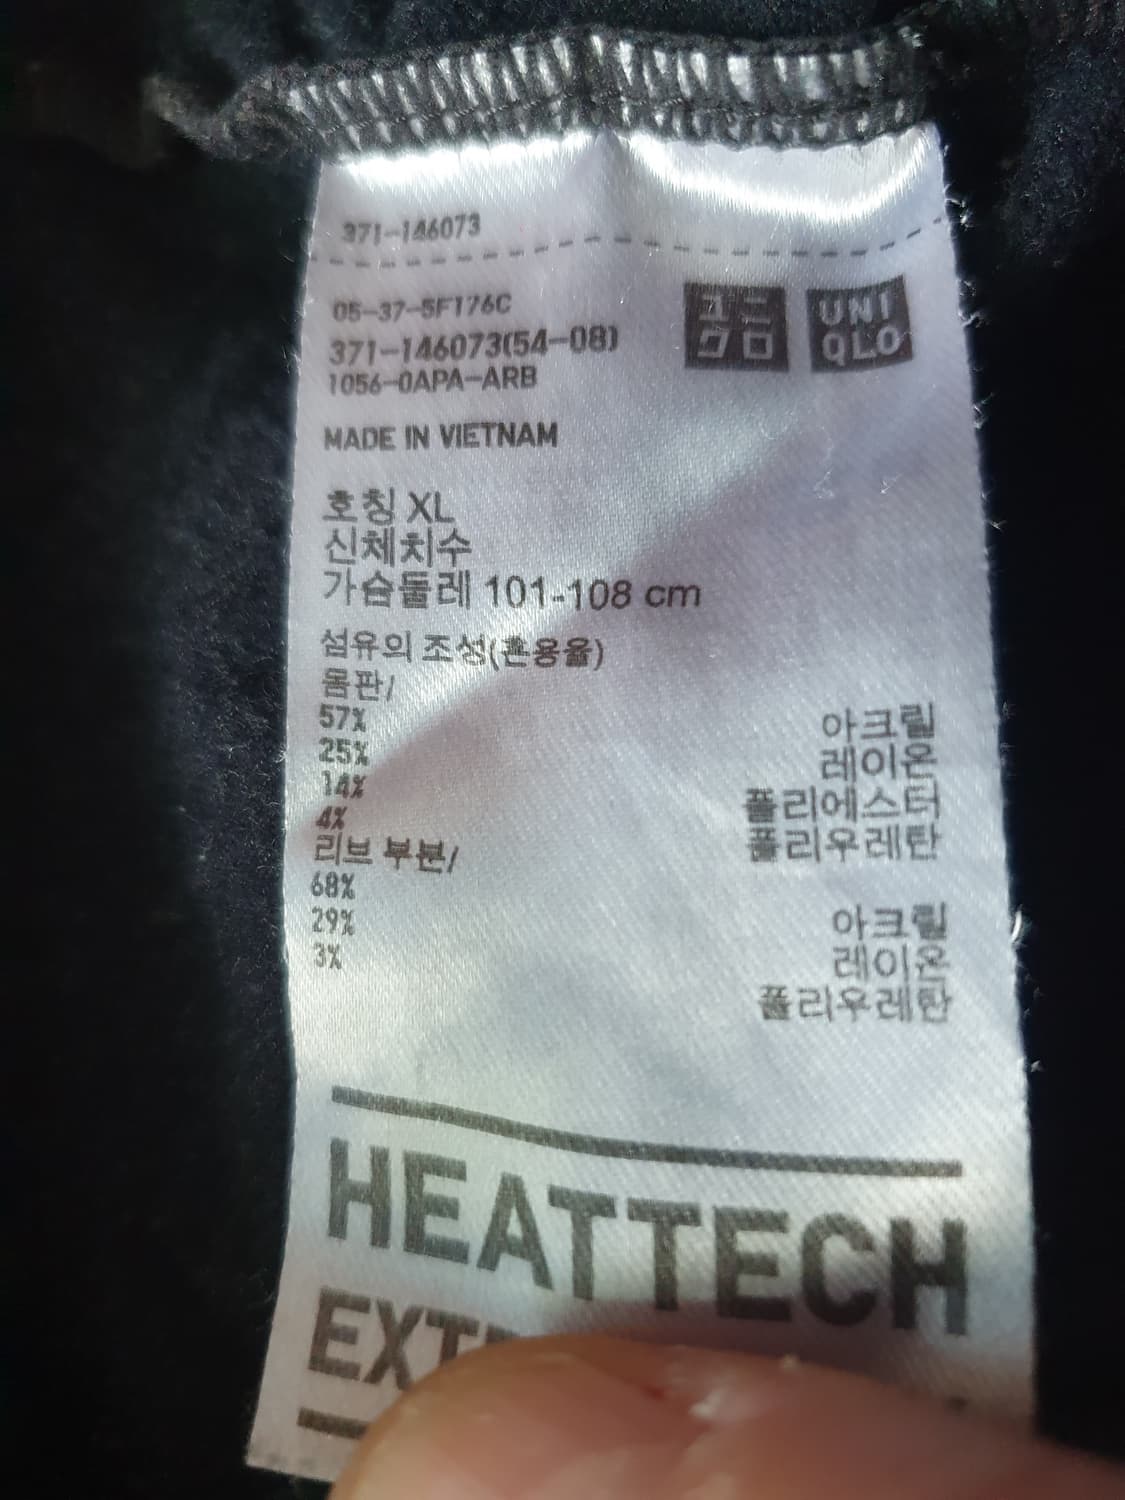 371-146073
05-37-5F176C
371-146073(54-08)
1056-0APA-ARB
ユニ
クロ
UNI
QLO
MADE IN VIETNAM
호칭 XL
신체치수
가슴둘레 101-108 cm
섬유의 조성(혼용율)
몸판/
57% 아크릴
25% 레이온
14% 폴리에스터
4% 폴리우레탄
리브 부분/
68% 아크릴
29% 레이온
3% 폴리우레탄
HEATTECH